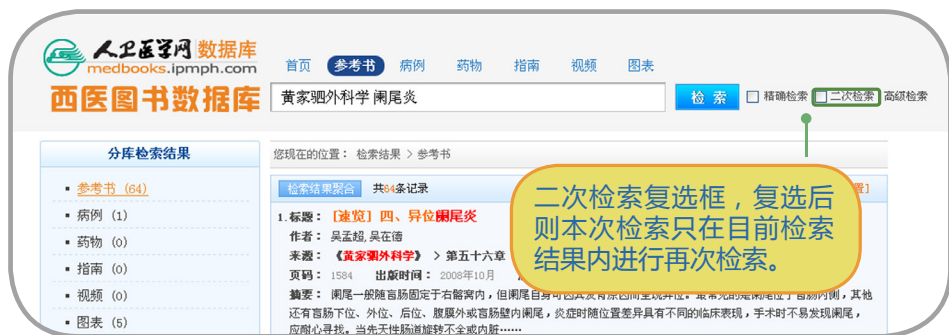 人卫医学网 数据库
medbooks.ipmph.com
西医图书数据库
首页 参考书 病例 药物 指南 视频 图表
黄家驷外科学 阑尾炎
检 索 精确检索 二次检索 高级检索
分库检索结果
参考书 (64)
病例 (1)
药物 (0)
指南 (0)
视频 (0)
图表 (5)
您现在的位置: 检索结果 > 参考书
检索结果聚合 共64条记录
置]
1.标题: [速览] 四、异位阑尾炎
作者: 吴孟超,吴在德
来源: 《黄家驷外科学》 > 第五十六章
页码: 1584 出版时间: 2008年10月
摘要: 阑尾一般随盲肠固定于右髂窝内,但阑尾自身
其他
还有盲肠下位、外位、后位、腹膜外或盲肠壁内阑尾,炎症时随位置差异具有不同的临床表现,手术时不易发现阑尾,
应耐心寻找。当先天性肠道旋转不全或内脏……
二次检索复选框,复选后
则本次检索只在目前检索
结果内进行再次检索。